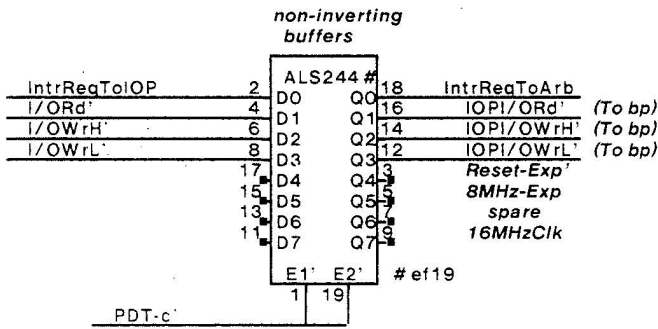 non-inverting
buffers
ALS244 #
IntrReqToIOP 2 D0 Q0 18 IntrReqToArb
I/ORd' 4 D1 Q1 16 IOPI/ORd' (To bp)
I/OWrH' 6 D2 Q2 14 IOPI/OWrH' (To bp)
I/OWrL' 8 D3 Q3 12 IOPI/OWrL' (To bp)
17 D4 Q4 3 Reset-Exp'
15 D5 Q5 5 8MHz-Exp
13 D6 Q6 7 spare
11 D7 Q7 9 16MHzClk
E1' E2' # ef19
1 19
PDT-c'